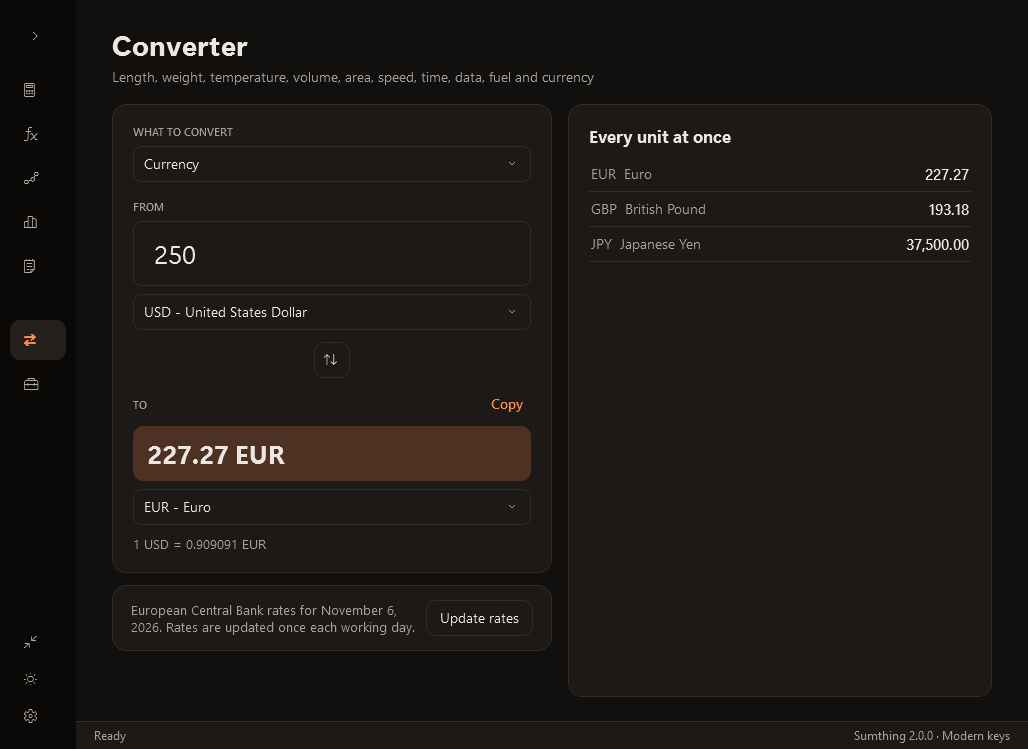 Converter
Length, weight, temperature, volume, area, speed, time, data, fuel and currency
WHAT TO CONVERT
Currency
FROM
250
USD - United States Dollar
TO
Copy
227.27 EUR
EUR - Euro
1 USD = 0.909091 EUR
European Central Bank rates for November 6,
2026. Rates are updated once each working day.
Update rates
Every unit at once
EUR Euro 227.27
GBP British Pound 193.18
JPY Japanese Yen 37,500.00
Ready
Sumthing 2.0.0 · Modern keys